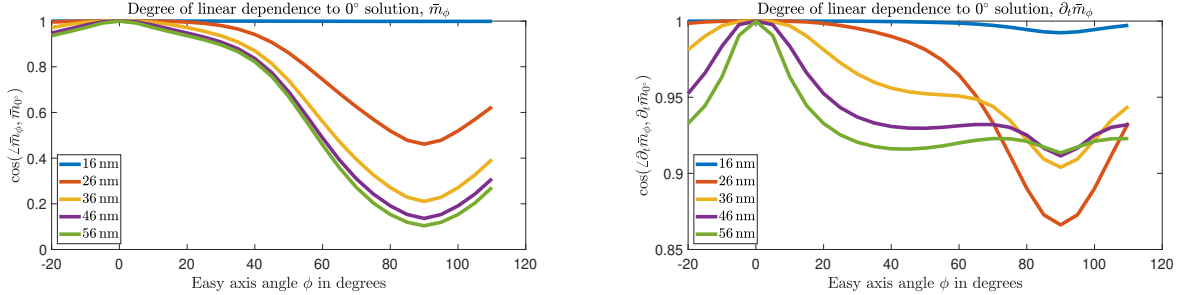 Degree of linear dependence to 0° solution, m̄_ϕ
cos(∠m̄_ϕ, m̄_0°)
1
0.8
0.6
0.4
0.2
0
16 nm
26 nm
36 nm
46 nm
56 nm
-20 0 20 40 60 80 100 120
Easy axis angle ϕ in degrees
Degree of linear dependence to 0° solution, ∂_t m̄_ϕ
cos(∠∂_t m̄_ϕ, ∂_t m̄_0°)
1
0.95
0.9
0.85
16 nm
26 nm
36 nm
46 nm
56 nm
-20 0 20 40 60 80 100 120
Easy axis angle ϕ in degrees